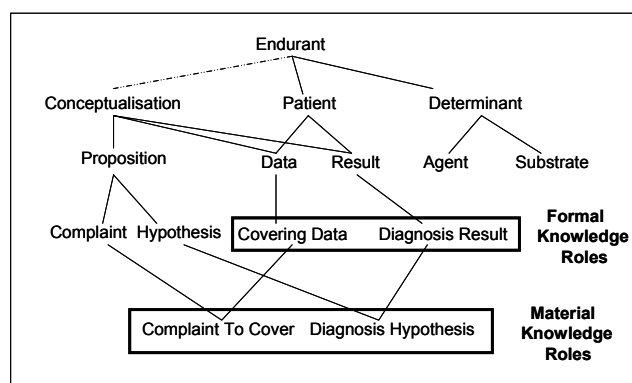 Endurant
Conceptualisation Patient Determinant
Proposition Data Result Agent Substrate
Complaint Hypothesis Covering Data Diagnosis Result
Formal
Knowledge
Roles
Complaint To Cover Diagnosis Hypothesis
Material
Knowledge
Roles